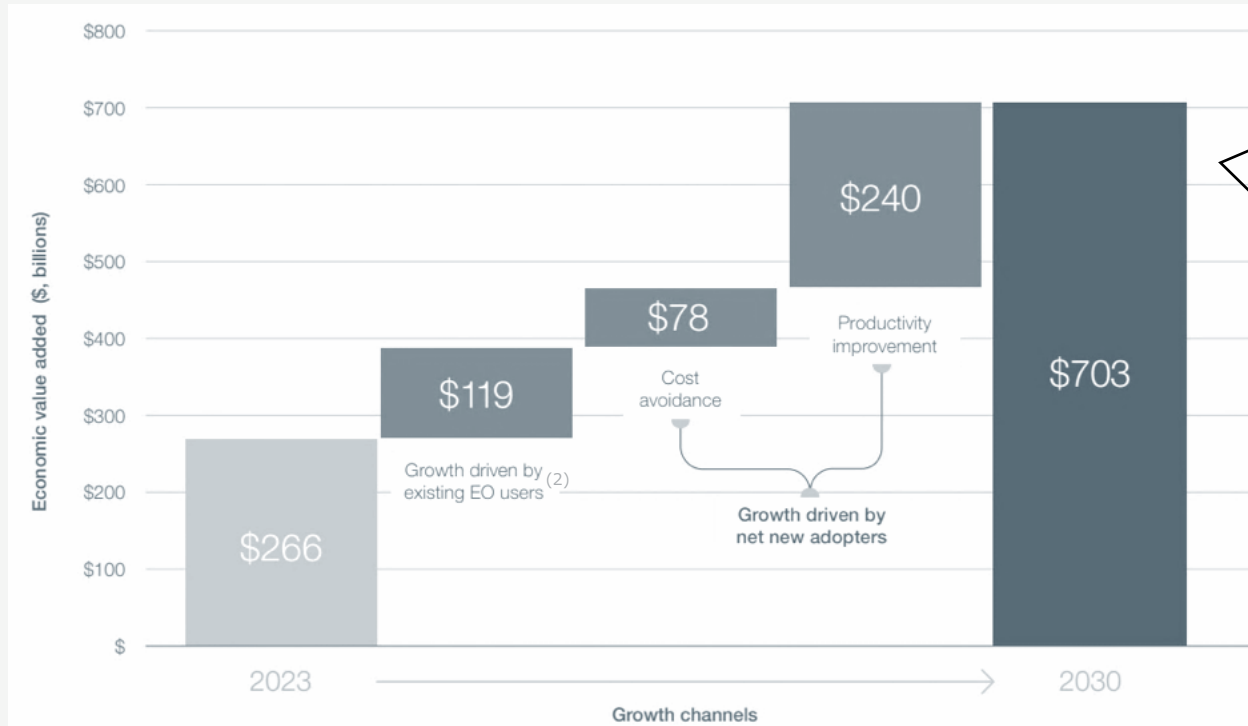 $800
$700
$600
$500
$400
$300
$200
$100
$
Economic value added ($, billions)
$266
$119
Growth driven by
existing EO users (2)
$78
Cost
avoidance
$240
Productivity
improvement
Growth driven by
net new adopters
$703
2023
2030
Growth channels